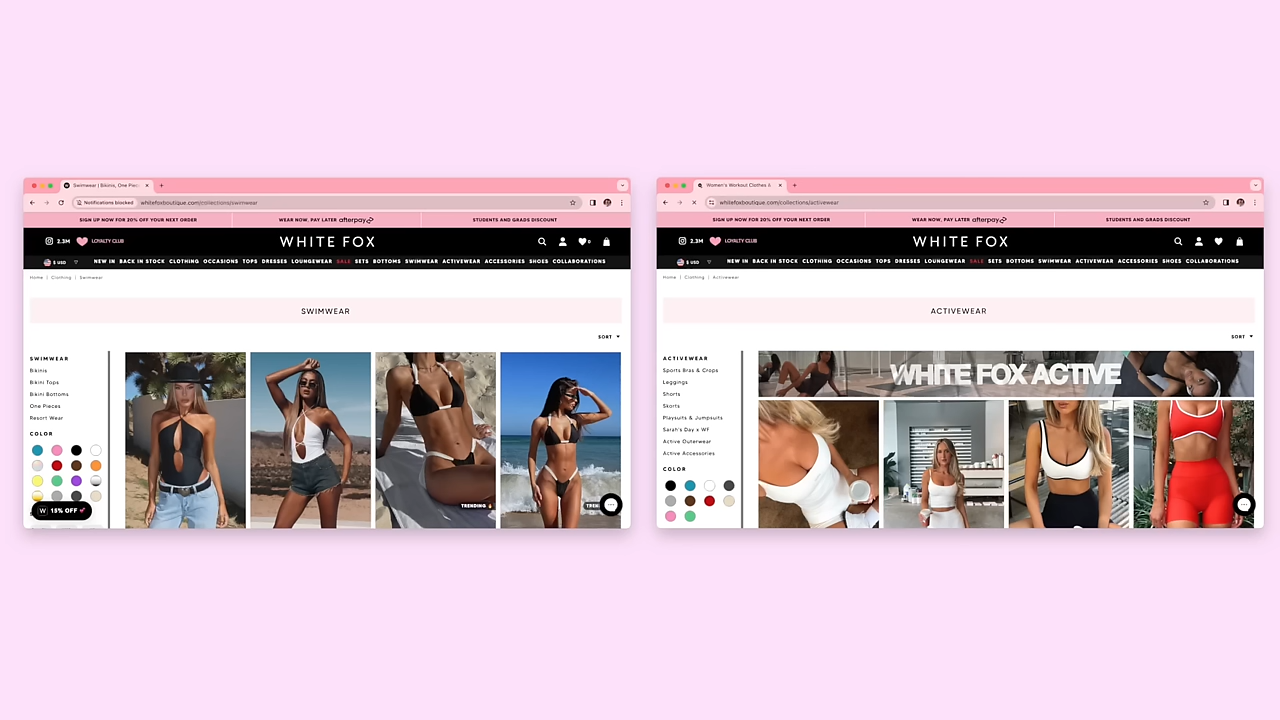 Swimwear | Bikinis, One Piec
Notifications blocked
whitefoxboutique.com/collections/swimwear
SIGN UP NOW FOR 20% OFF YOUR NEXT ORDER
WEAR NOW, PAY LATER afterpay
STUDENTS AND GRADS DISCOUNT
2.3M
LOYALTY CLUB
WHITE FOX
0
$ USD
NEW IN BACK IN STOCK CLOTHING OCCASIONS TOPS DRESSES LOUNGEWEAR SALE SETS BOTTOMS SWIMWEAR ACTIVEWEAR ACCESSORIES SHOES COLLABORATIONS
Home | Clothing | Swimwear
SWIMWEAR
SORT
SWIMWEAR
Bikinis
Bikini Tops
Bikini Bottoms
One Pieces
Resort Wear
COLOR
W 15% OFF
TRENDING
TREN
Women's Workout Clothes &
whitefoxboutique.com/collections/activewear
SIGN UP NOW FOR 20% OFF YOUR NEXT ORDER
WEAR NOW, PAY LATER afterpay
STUDENTS AND GRADS DISCOUNT
2.3M
LOYALTY CLUB
WHITE FOX
$ USD
NEW IN BACK IN STOCK CLOTHING OCCASIONS TOPS DRESSES LOUNGEWEAR SALE SETS BOTTOMS SWIMWEAR ACTIVEWEAR ACCESSORIES SHOES COLLABORATIONS
Home | Clothing | Activewear
ACTIVEWEAR
SORT
ACTIVEWEAR
Sports Bras & Crops
Leggings
Shorts
Skorts
Playsuits & Jumpsuits
Sarah's Day x WF
Active Outerwear
Active Accessories
COLOR
WHITE FOX ACTIVE